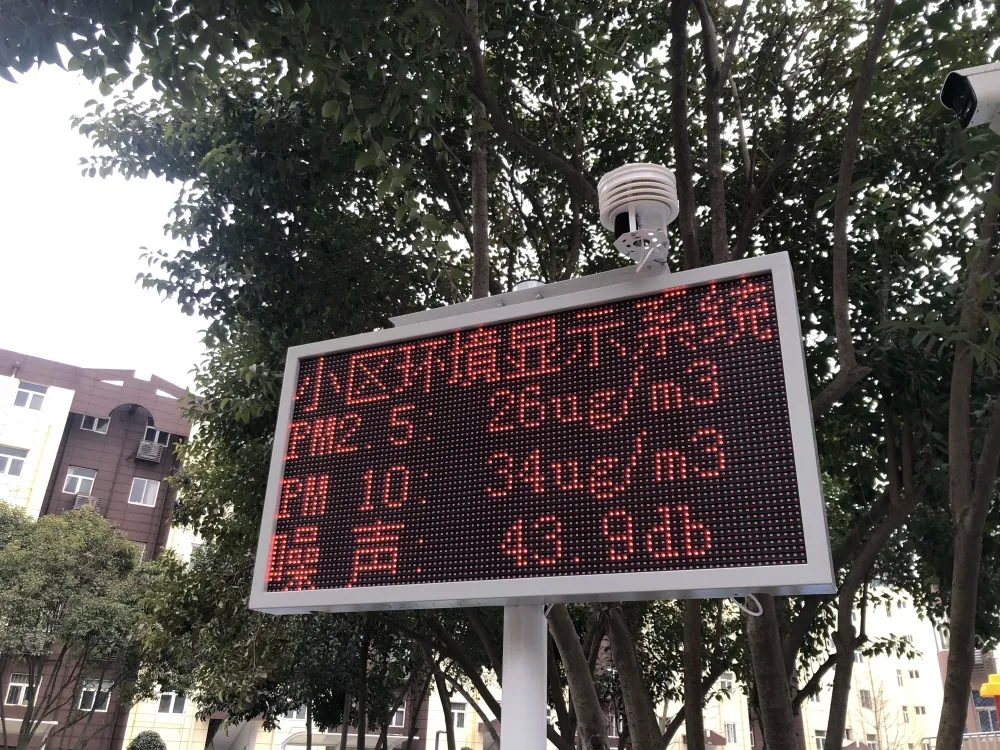 小区环境显示系统
PM2.5: 26ug/m3
PM 10: 34ug/m3
噪 声: 43.9db